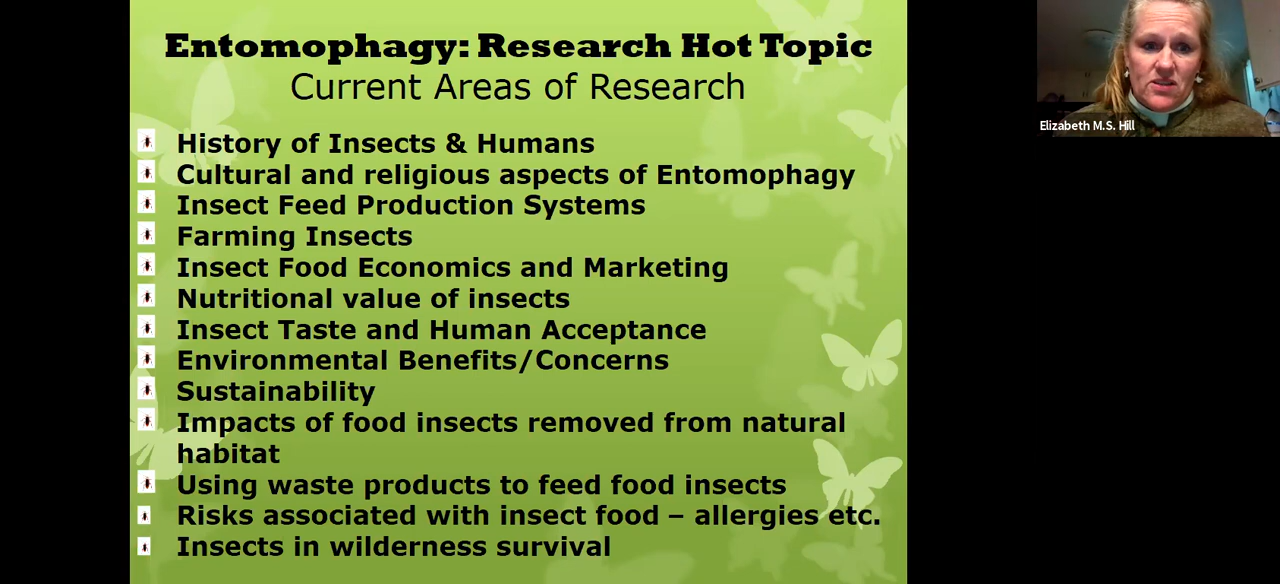 Entomophagy: Research Hot Topic
Current Areas of Research
History of Insects & Humans
Cultural and religious aspects of Entomophagy
Insect Feed Production Systems
Farming Insects
Insect Food Economics and Marketing
Nutritional value of insects
Insect Taste and Human Acceptance
Environmental Benefits/Concerns
Sustainability
Impacts of food insects removed from natural
habitat
Using waste products to feed food insects
Risks associated with insect food – allergies etc.
Insects in wilderness survival
Elizabeth M.S. Hill